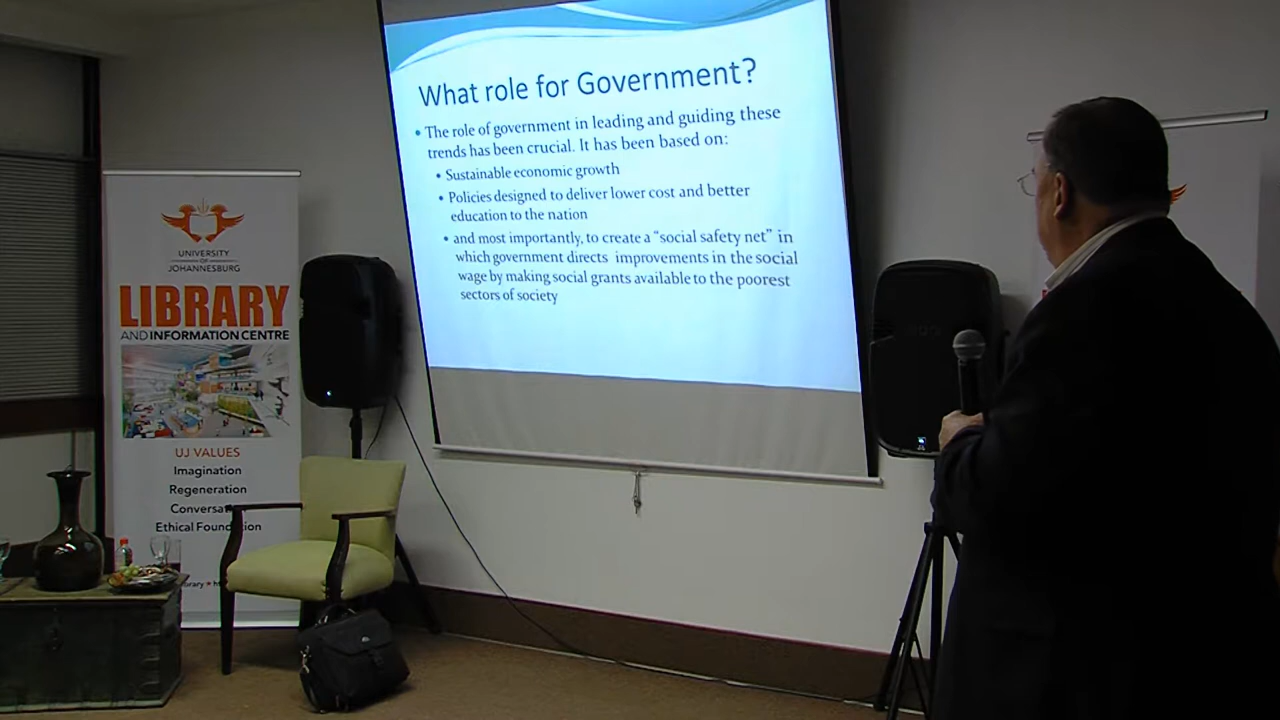 What role for Government?
• The role of government in leading and guiding these
trends has been crucial. It has been based on:
• Sustainable economic growth
• Policies designed to deliver lower cost and better
education to the nation
• and most importantly, to create a “social safety net” in
which government directs improvements in the social
wage by making social grants available to the poorest
sectors of society
UNIVERSITY
OF
JOHANNESBURG
LIBRARY
AND INFORMATION CENTRE
UJ VALUES
Imagination
Regeneration
Ethical